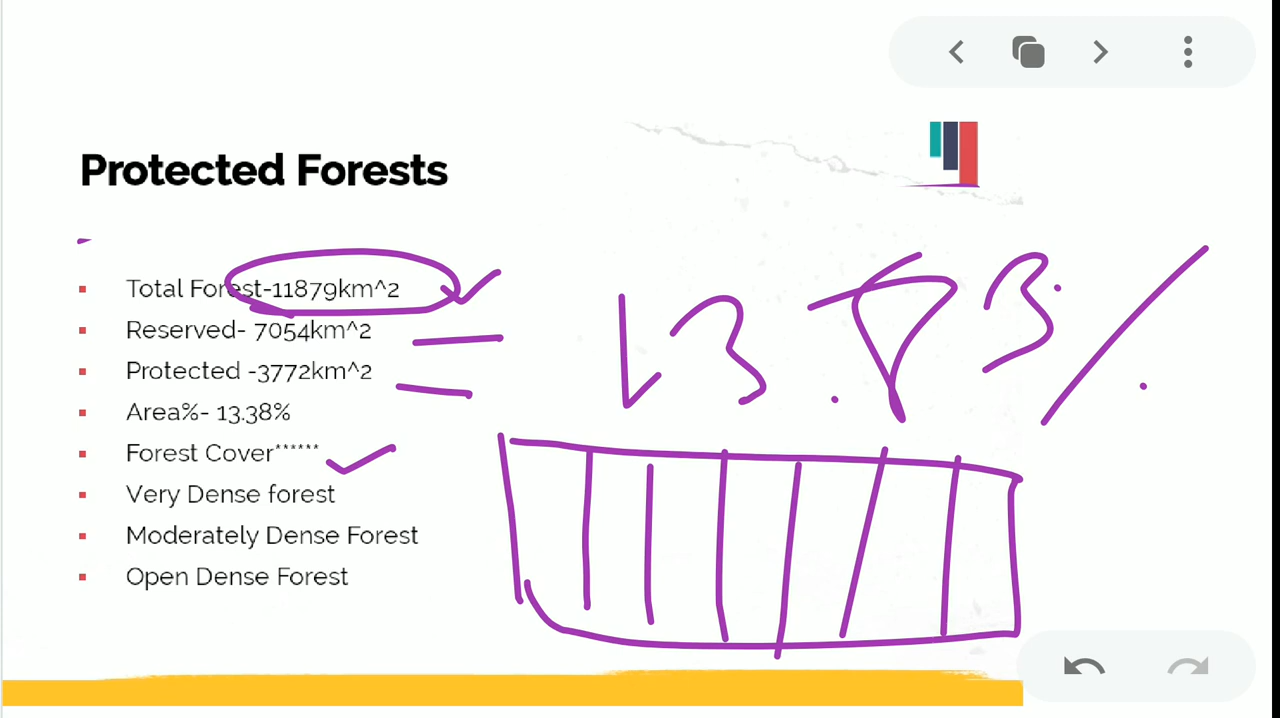 Protected Forests
Total Forest-11879km^2
Reserved- 7054km^2
Protected -3772km^2
Area%- 13.38%
Forest Cover******
Very Dense forest
Moderately Dense Forest
Open Dense Forest
13.83%